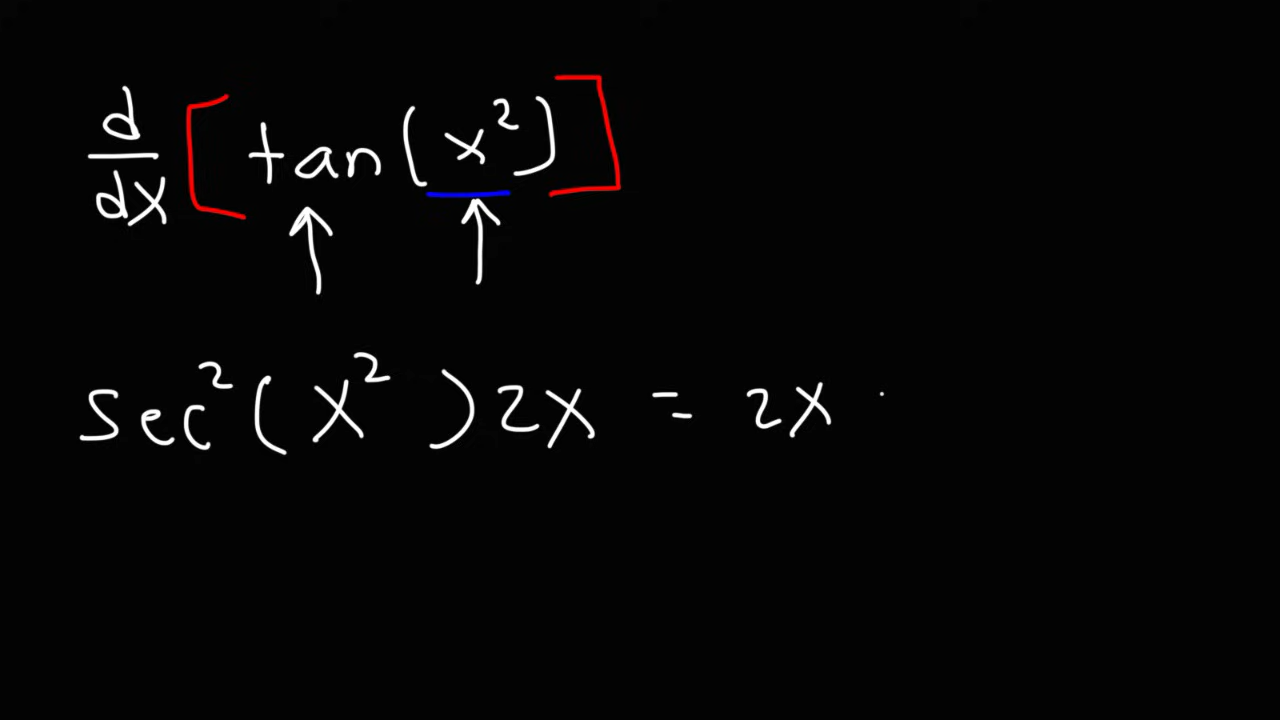 d/dx [tan(x²)]
sec²(x²)2x = 2x